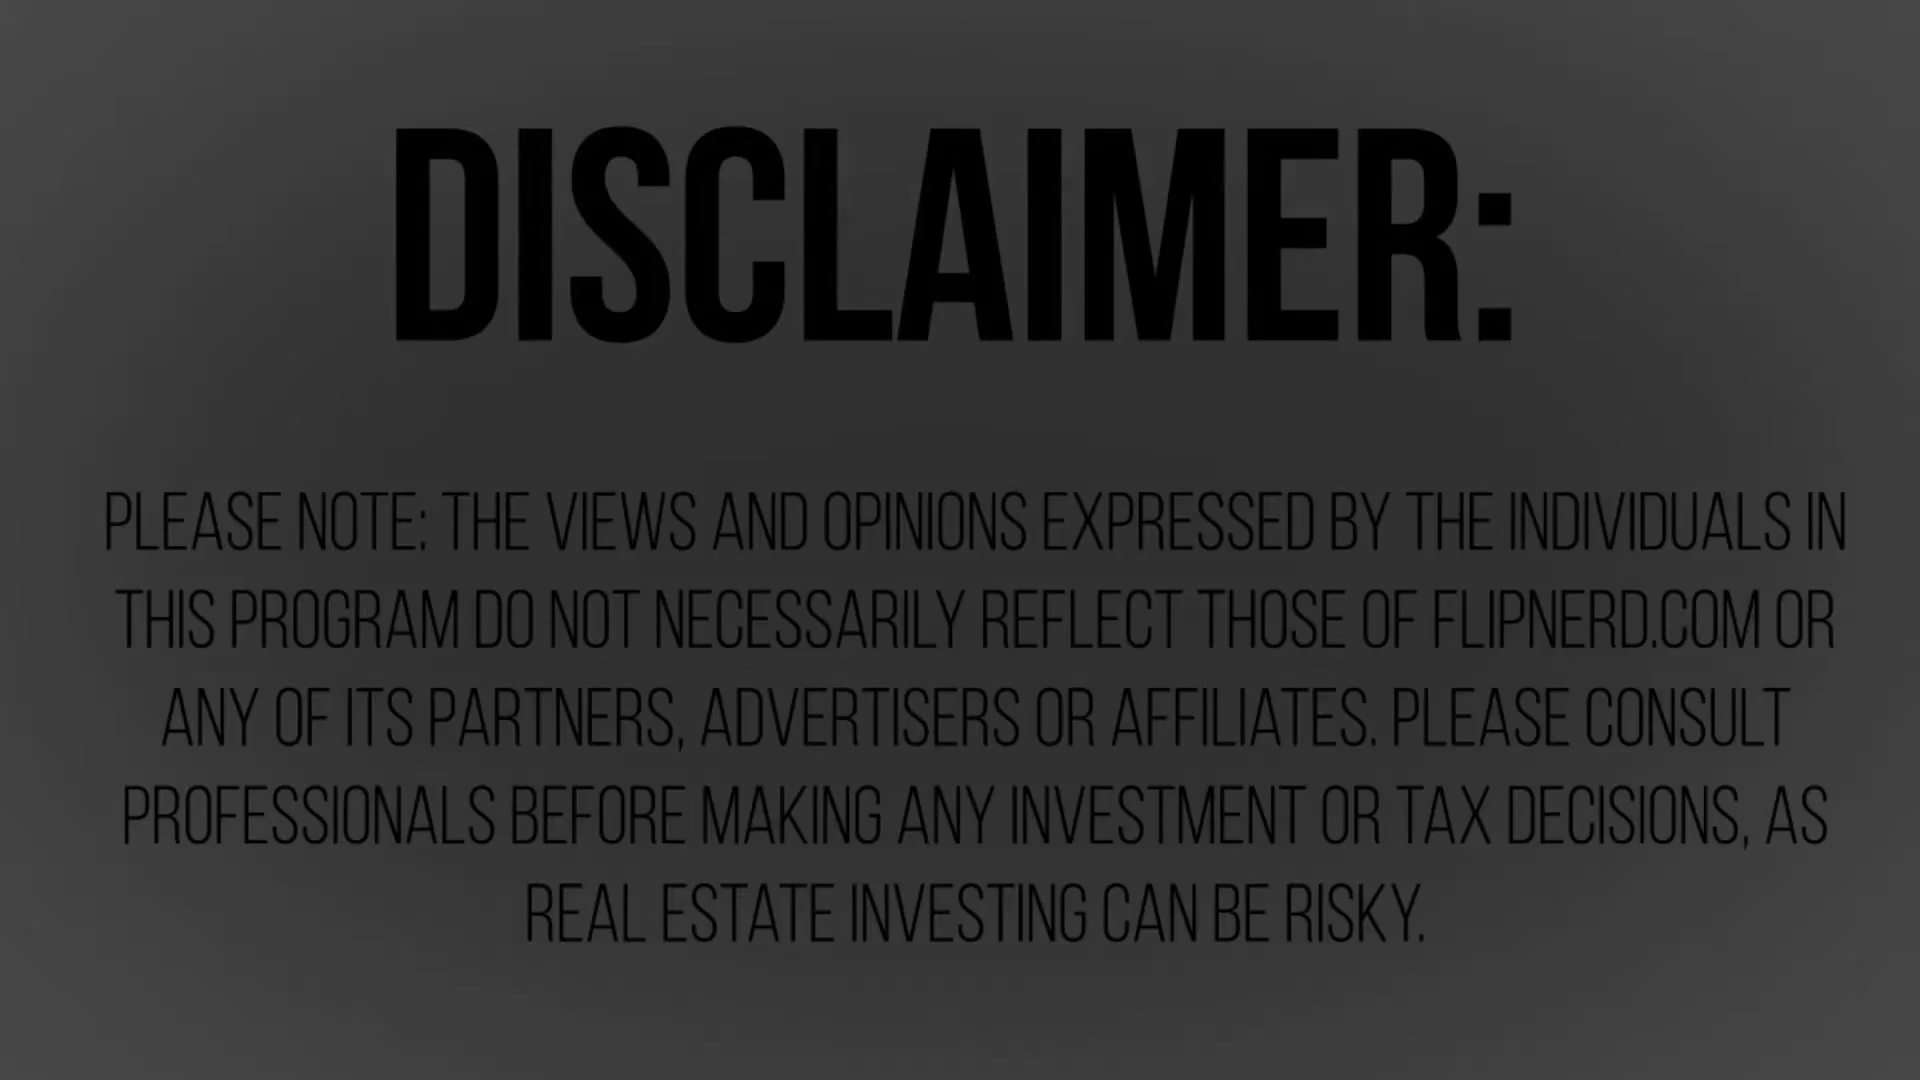 DISCLAIMER:
PLEASE NOTE: THE VIEWS AND OPINIONS EXPRESSED BY THE INDIVIDUALS IN
THIS PROGRAM DO NOT NECESSARILY REFLECT THOSE OF FLIPNERD.COM OR
ANY OF ITS PARTNERS, ADVERTISERS OR AFFILIATES. PLEASE CONSULT
PROFESSIONALS BEFORE MAKING ANY INVESTMENT OR TAX DECISIONS, AS
REAL ESTATE INVESTING CAN BE RISKY.